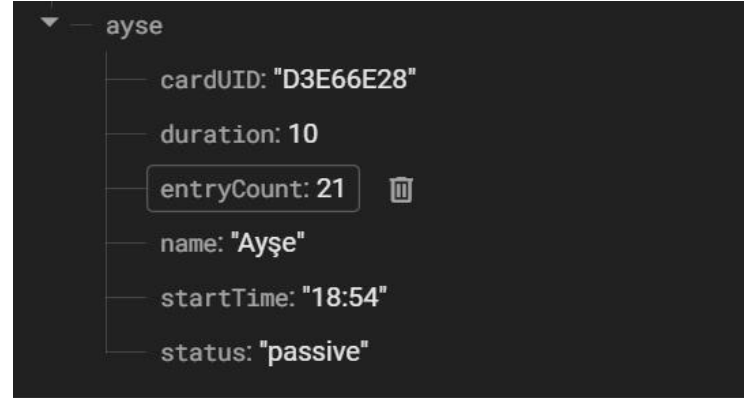 ayse
cardUID: "D3E66E28"
duration: 10
entryCount: 21
name: "Ayşe"
startTime: "18:54"
status: "passive"